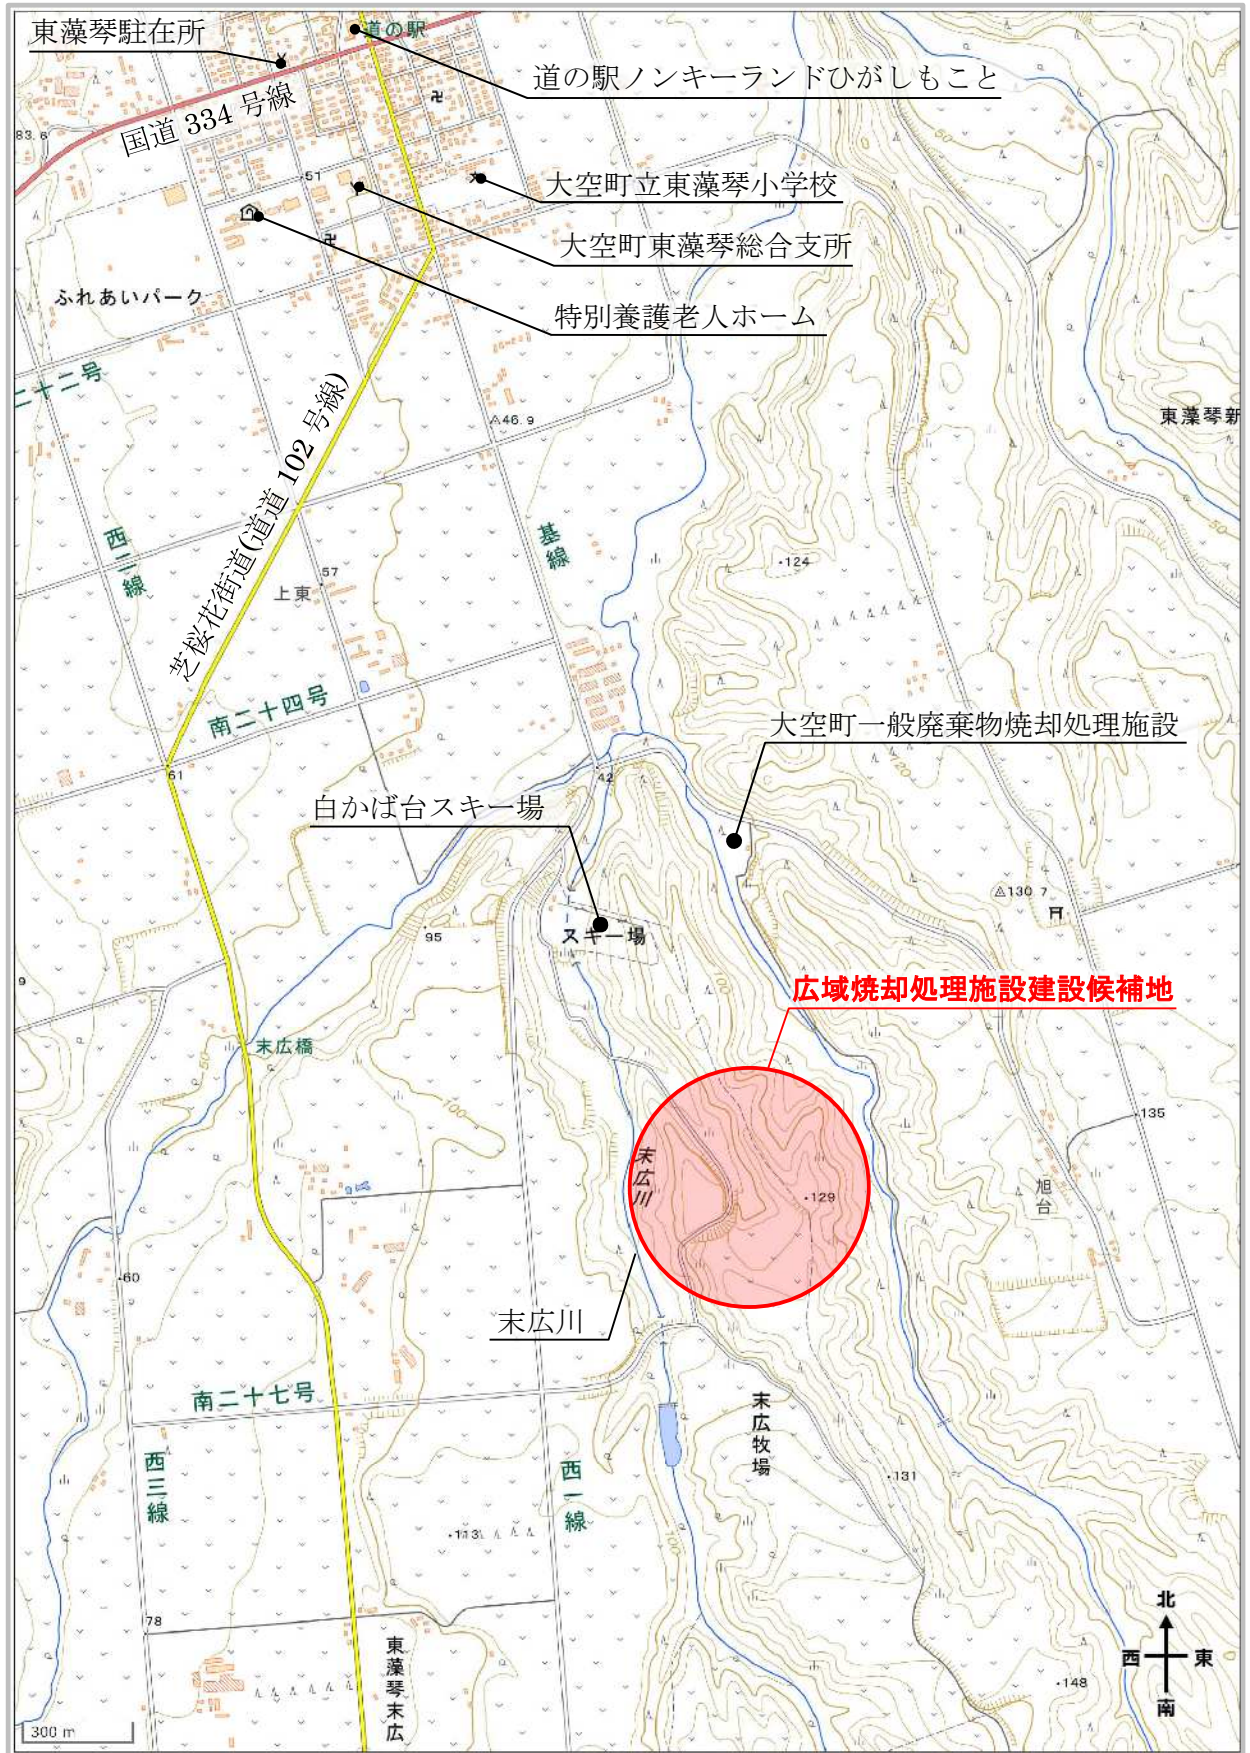 道の駅
東藻琴駐在所
道の駅ノンキーランドひがしもこと
国道 334 号線
83.6
51
大空町立東藻琴小学校
大空町東藻琴総合支所
ふれあいパーク
特別養護老人ホーム
二十二号
50
東藻琴新
46.9
芝桜花街道(道道 102 号線)
西二線
基線
50
124
57
上東
南二十四号
大空町一般廃棄物焼却処理施設
120
61
42
白かば台スキー場
130.7
95
スキー場
9
100
広域焼却処理施設建設候補地
末広橋
50
100
135
末広川
129
旭台
60
末広川
南二十七号
末広牧場
西三線
西一線
131
113
100
78
東藻琴末広
148
北
西 東
南
300 m